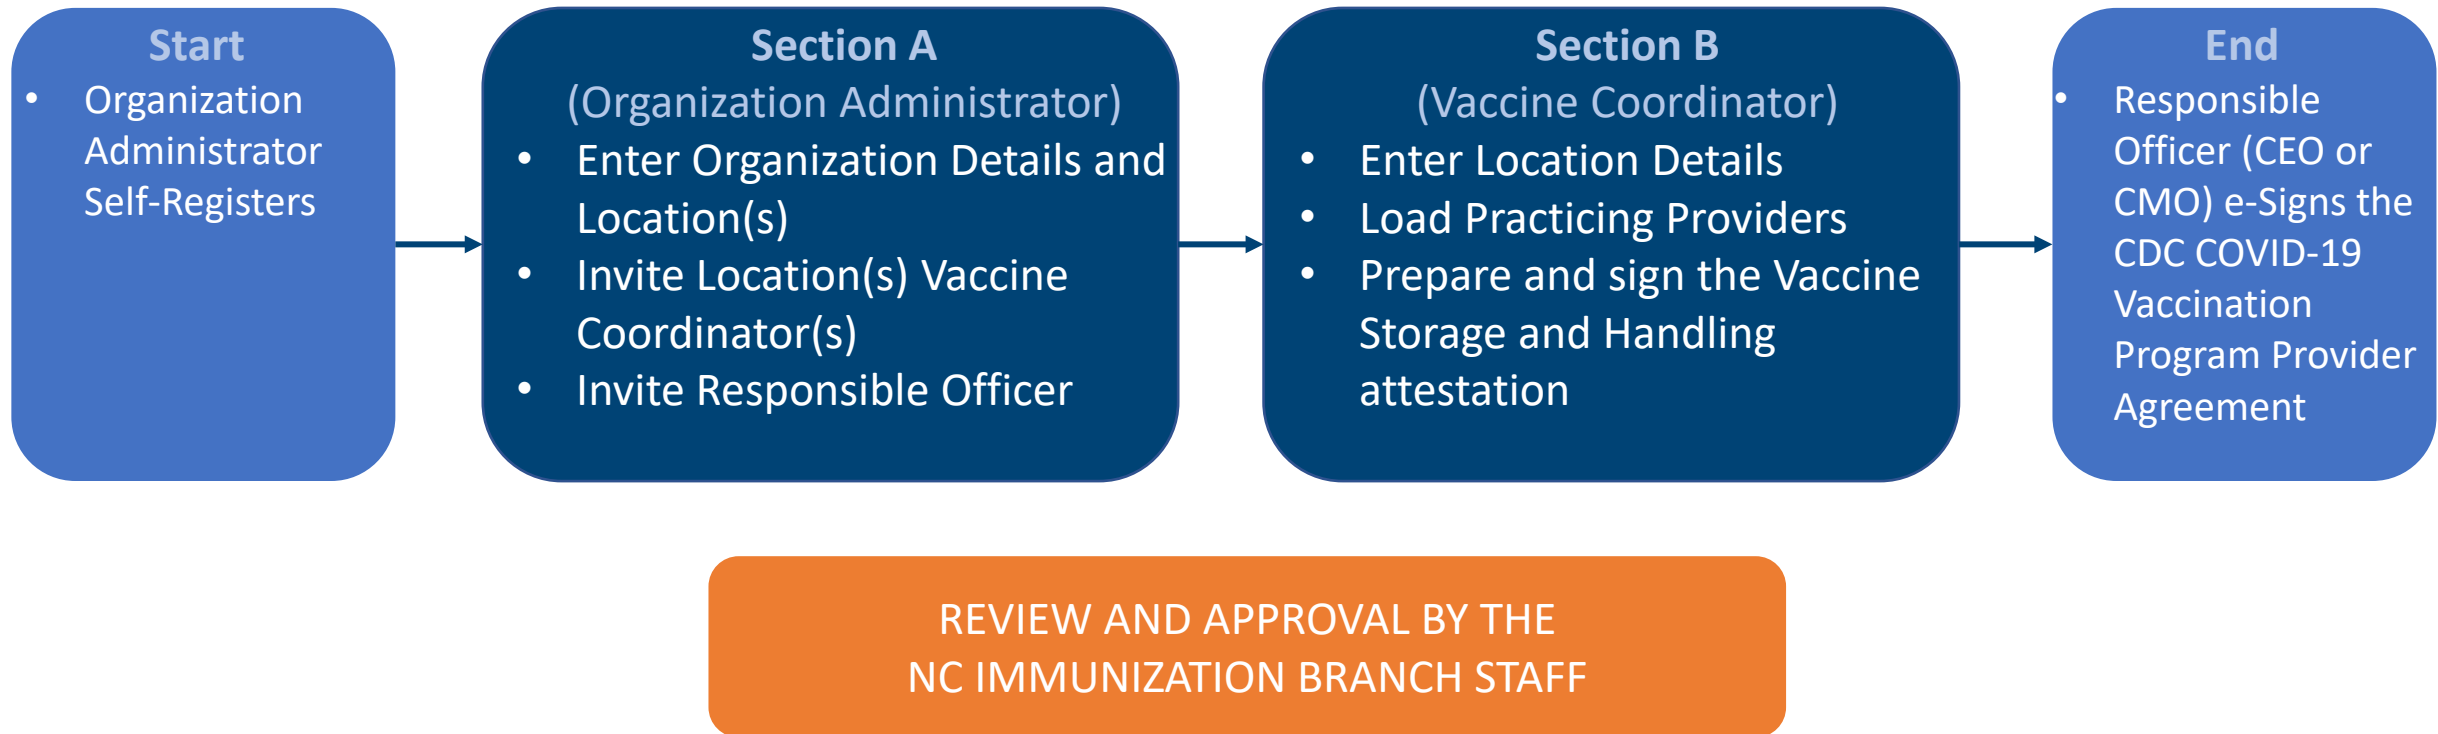 Start
• Organization
Administrator
Self-Registers
Section A
(Organization Administrator)
• Enter Organization Details and
Location(s)
• Invite Location(s) Vaccine
Coordinator(s)
• Invite Responsible Officer
Section B
(Vaccine Coordinator)
• Enter Location Details
• Load Practicing Providers
• Prepare and sign the Vaccine
Storage and Handling
attestation
End
• Responsible
Officer (CEO or
CMO) e-Signs the
CDC COVID-19
Vaccination
Program Provider
Agreement
REVIEW AND APPROVAL BY THE
NC IMMUNIZATION BRANCH STAFF